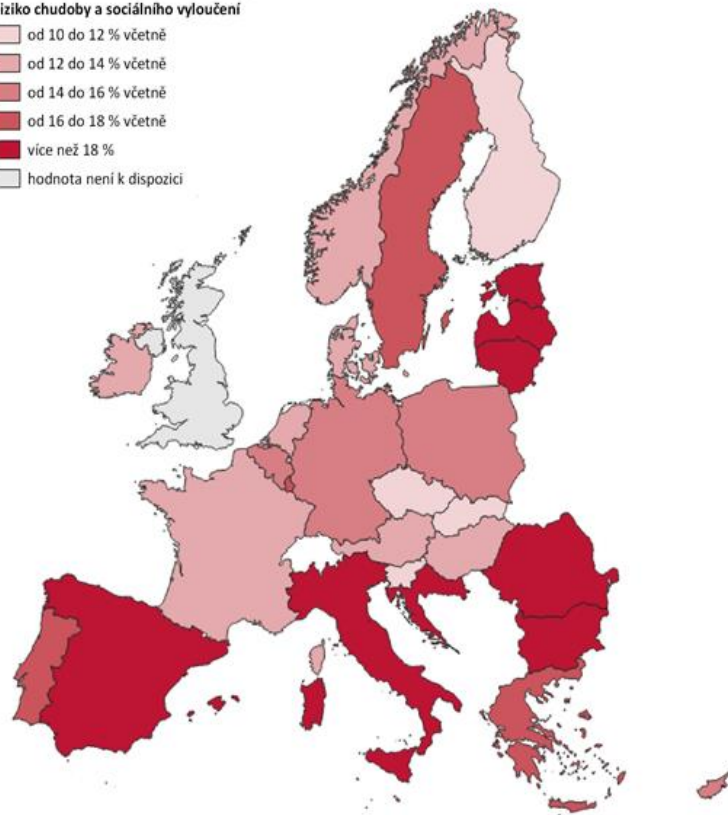 iziko chudoby a sociálního vyloučení
od 10 do 12 % včetně
od 12 do 14 % včetně
od 14 do 16 % včetně
od 16 do 18 % včetně
více než 18 %
hodnota není k dispozici